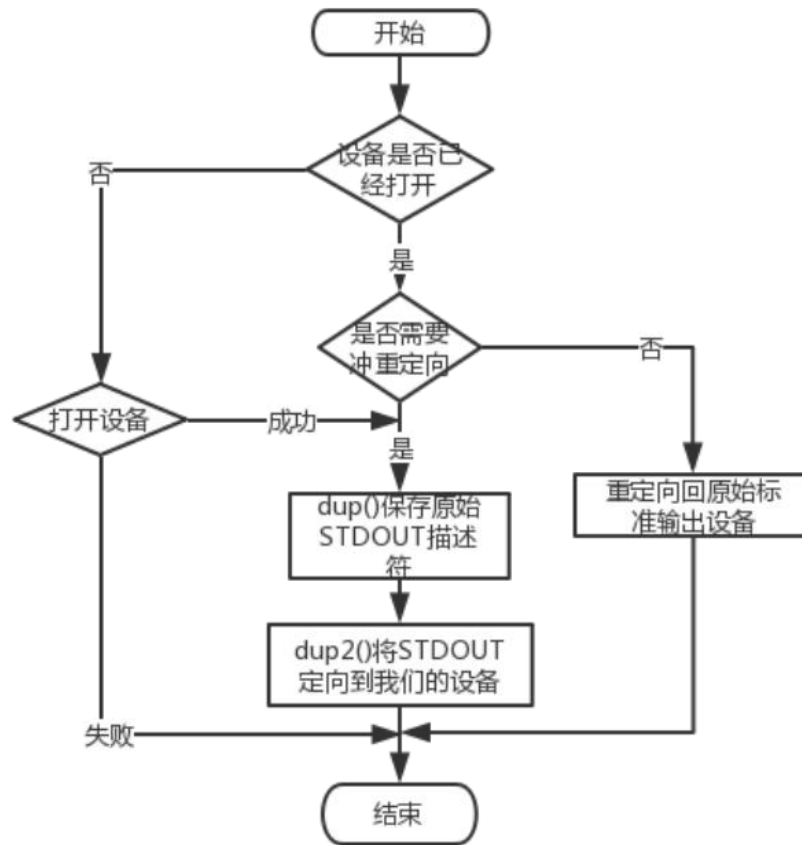 开始
设备是否已
经打开
否
是
是否需要
冲重定向
否
打开设备
成功
是
dup()保存原始
STDOUT描述
符
重定向回原始标
准输出设备
dup2()将STDOUT
定向到我们的设备
失败
结束